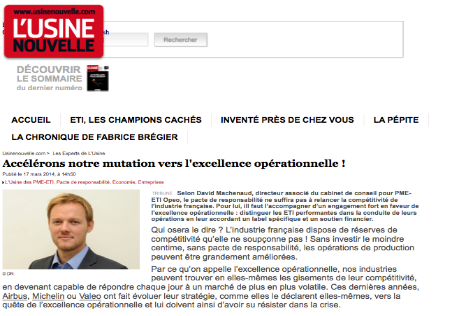 www.usinenouvelle.com
L'USINE
NOUVELLE
Rechercher
DÉCOUVRIR
LE SOMMAIRE
du dernier numéro
ACCUEIL ETI, LES CHAMPIONS CACHÉS INVENTÉ PRÈS DE CHEZ VOUS LA PÉPITE
LA CHRONIQUE DE FABRICE BRÉGIER
Usinenouvelle.com > Les Experts de L'Usine
Accélérons notre mutation vers l'excellence opérationnelle !
Publié le 17 mars 2014, à 14h50
L'Usine des PME-ETI, Pacte de responsabilité, Economie, Entreprises
TRIBUNE Selon David Machenaud, directeur associé du cabinet de conseil pour PME-
ETI Opeo, le pacte de responsabilité ne suffira pas à relancer la compétitivité de
l'industrie française. Pour lui, il faut l'accompagner d'un engagement fort en faveur de
l'excellence opérationnelle : distinguer les ETI performantes dans la conduite de leurs
opérations en leur accordant un label spécifique et un soutien financier.
Qui osera le dire ? L'industrie française dispose de réserves de
compétitivité qu'elle ne soupçonne pas ! Sans investir le moindre
centime, sans pacte de responsabilité, les opérations de production
peuvent être grandement améliorées.
Par ce qu'on appelle l'excellence opérationnelle, nos industries
peuvent trouver en elles-mêmes les gisements de leur compétitivité,
en devenant capable de répondre chaque jour à un marché de plus en plus volatile. Ces dernières années,
Airbus, Michelin ou Valeo ont fait évoluer leur stratégie, comme elles le déclarent elles-mêmes, vers la
quête de l'excellence opérationnelle et lui doivent ainsi d'avoir su résister dans la crise.